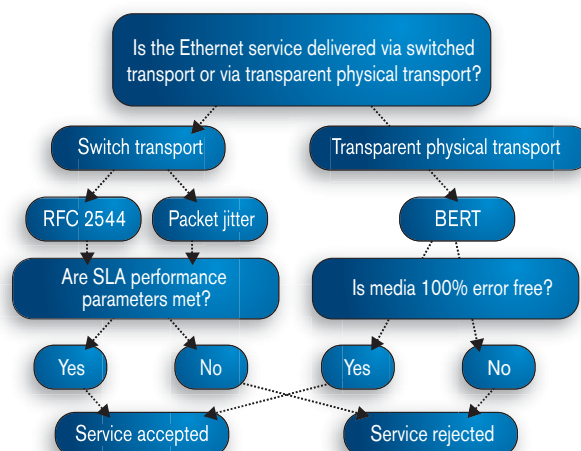 Is the Ethernet service delivered via switched
transport or via transparent physical transport?
Switch transport
Transparent physical transport
RFC 2544
Packet jitter
BERT
Are SLA performance
parameters met?
Is media 100% error free?
Yes
No
Yes
No
Service accepted
Service rejected